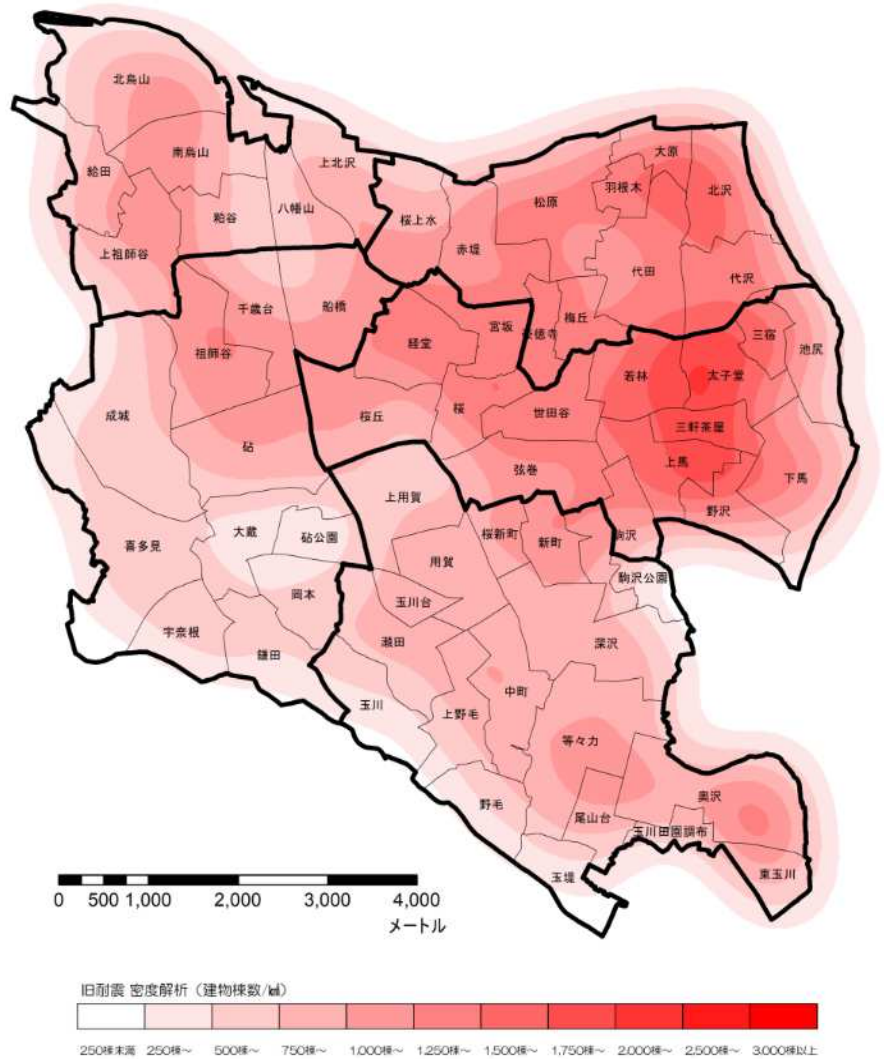 北烏山
給田
南烏山
上北沢
粕谷
八幡山
上祖師谷
桜上水
赤堤
松原
大原
羽根木
北沢
代田
代沢
千歳台
船橋
祖師谷
経堂
宮坂
豪徳寺
梅丘
三宿
池尻
若林
太子堂
成城
砧
桜丘
桜
世田谷
三軒茶屋
上馬
下馬
弦巻
野沢
上用賀
大蔵
砧公園
喜多見
桜新町
新町
駒沢
用賀
駒沢公園
岡本
玉川台
宇奈根
鎌田
瀬田
深沢
玉川
上野毛
中町
等々力
野毛
尾山台
奥沢
玉川田園調布
玉堤
東玉川
0 500 1,000 2,000 3,000 4,000
メートル
旧耐震 密度解析（建物棟数/㎢）
250棟未満 250棟～ 500棟～ 750棟～ 1,000棟～ 1,250棟～ 1,500棟～ 1,750棟～ 2,000棟～ 2,500棟～ 3,000棟以上